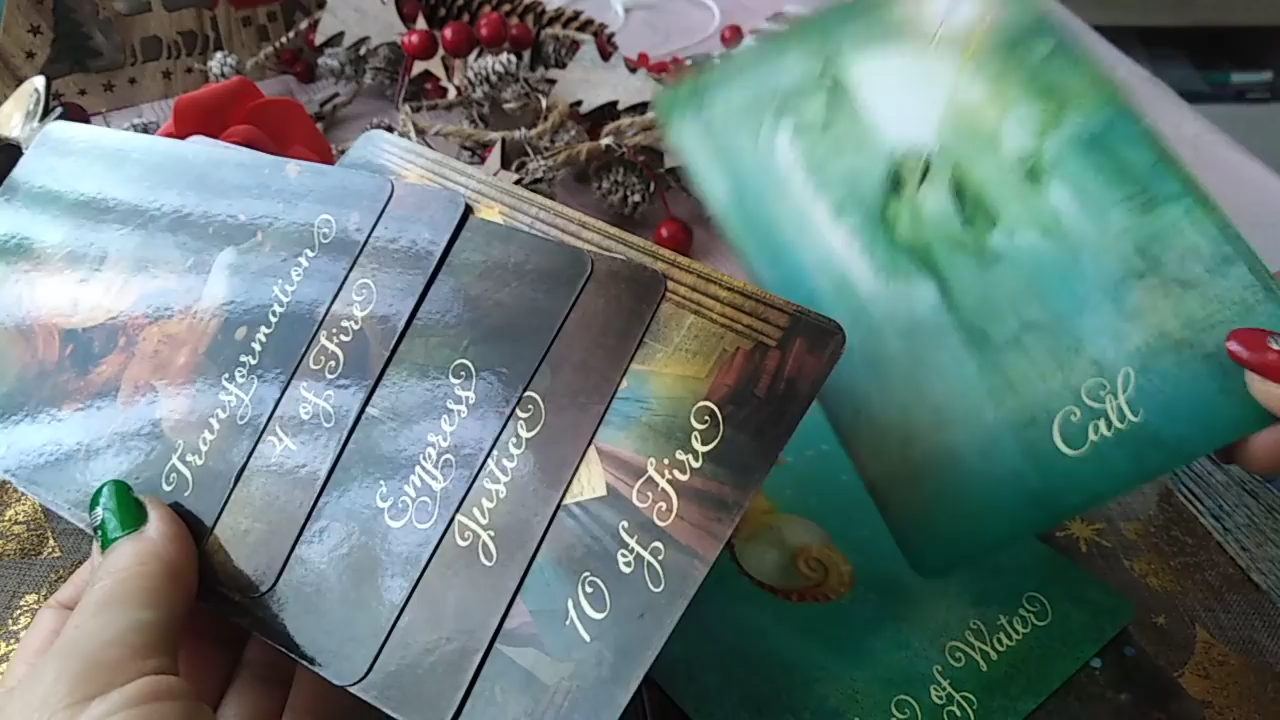 Transformation
4 of Fire
Empress
Justice
10 of Fire
Call
of Water